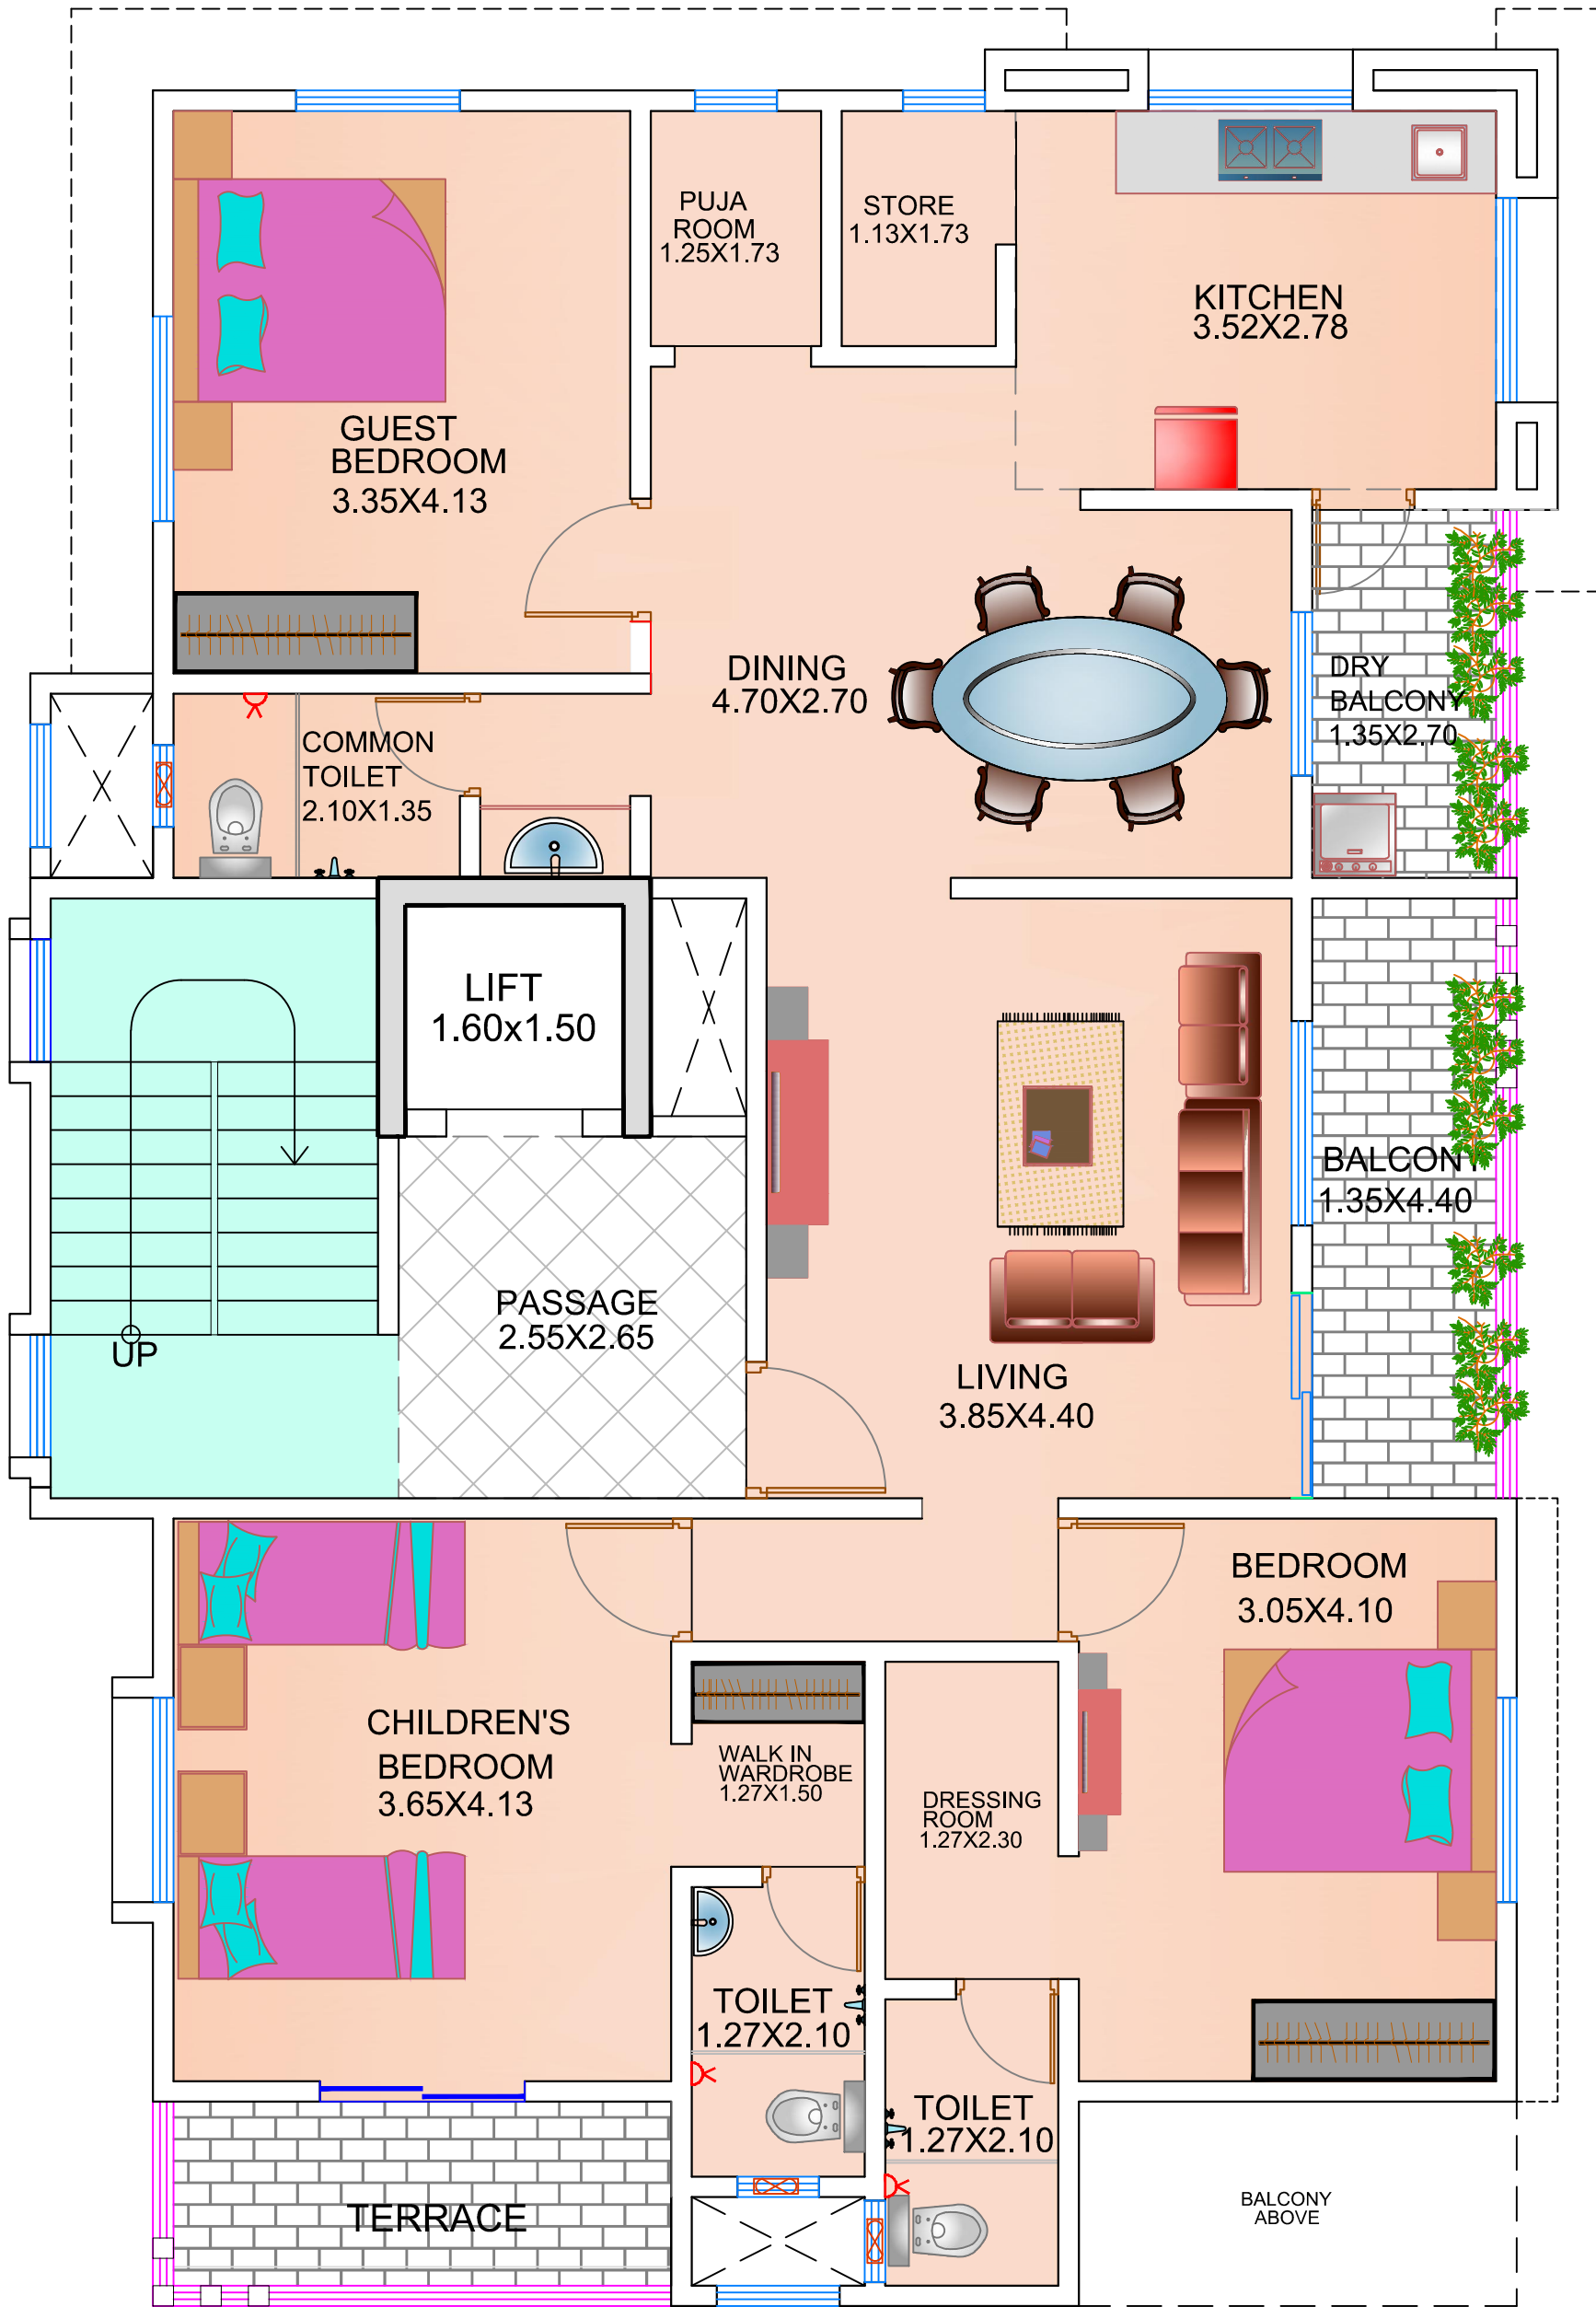 PUJA
ROOM
1.25X1.73
STORE
1.13X1.73
KITCHEN
3.52X2.78
GUEST
BEDROOM
3.35X4.13
DINING
4.70X2.70
DRY
BALCONY
1.35X2.70
COMMON
TOILET
2.10X1.35
LIFT
1.60x1.50
BALCONY
1.35X4.40
PASSAGE
2.55X2.65
UP
LIVING
3.85X4.40
BEDROOM
3.05X4.10
CHILDREN'S
BEDROOM
3.65X4.13
WALK IN
WARDROBE
1.27X1.50
DRESSING
ROOM
1.27X2.30
TOILET
1.27X2.10
TOILET
1.27X2.10
TERRACE
BALCONY
ABOVE